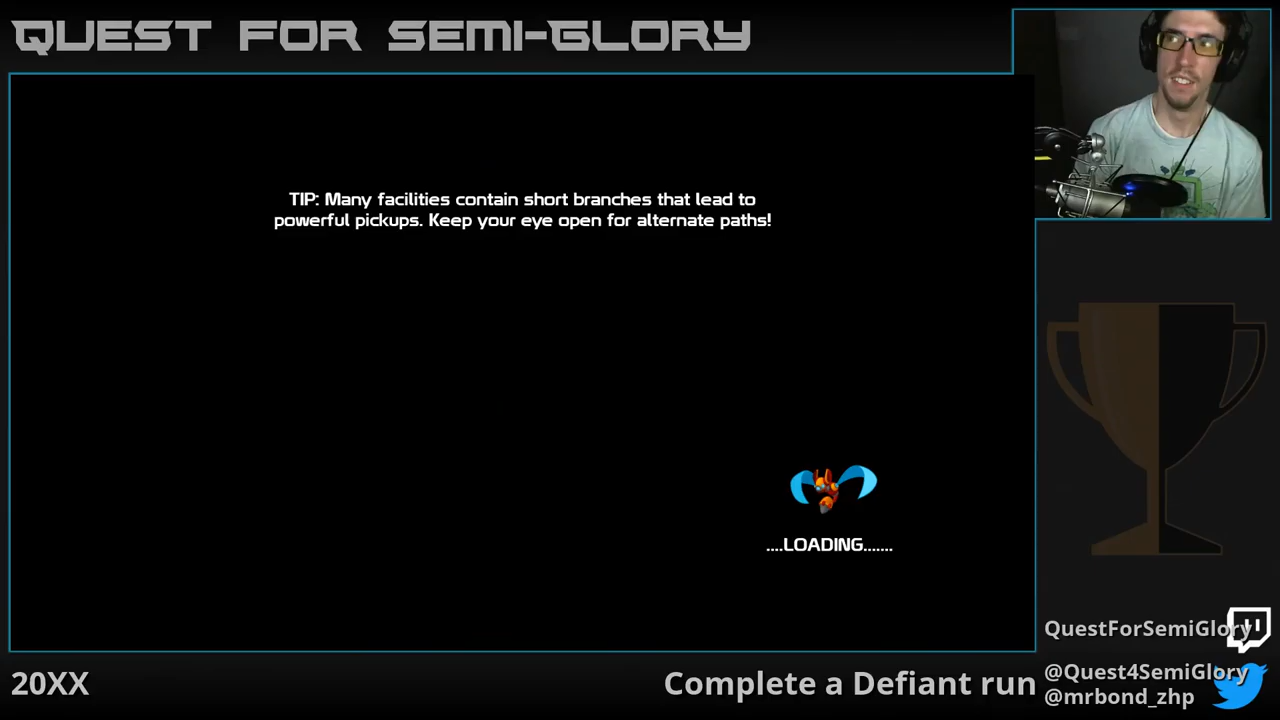 QUEST FOR SEMI-GLORY
TIP: Many facilities contain short branches that lead to
powerful pickups. Keep your eye open for alternate paths!
....LOADING.......
QuestForSemiGlory
@Quest4SemiGlory
@mrbond_zhp
20XX
Complete a Defiant run